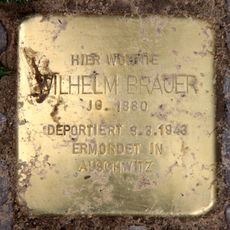 HIER WOHNTE
WILHELM BRAUER
JG. 1880
DEPORTIERT 3.3.1943
ERMORDET IN
AUSCHWITZ